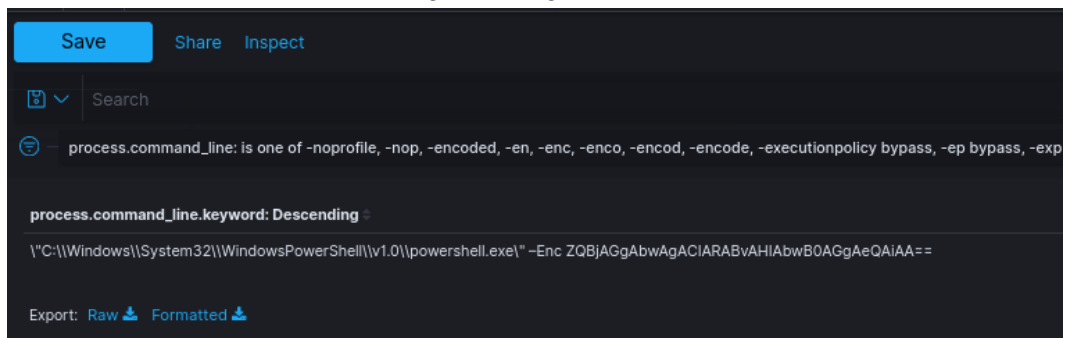 Save Share Inspect
Search
process.command_line: is one of -noprofile, -nop, -encoded, -en, -enc, -enco, -encod, -encode, -executionpolicy bypass, -ep bypass, -exp
process.command_line.keyword: Descending
\"C:\\Windows\\System32\\WindowsPowerShell\\v1.0\\powershell.exe\" –Enc ZQBjAGgAbwAgACIARABvAHIAbwB0AGgAeQAiAA==
Export: Raw Formatted